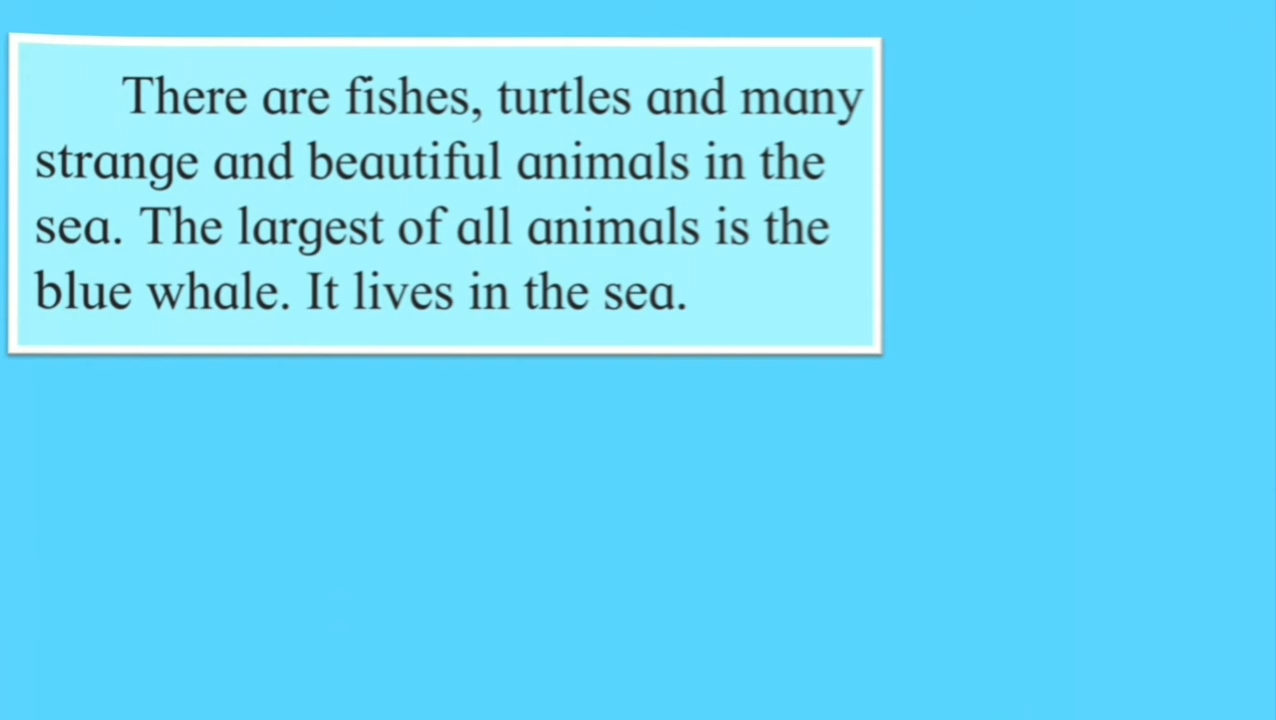 There are fishes, turtles and many
strange and beautiful animals in the
sea. The largest of all animals is the
blue whale. It lives in the sea.